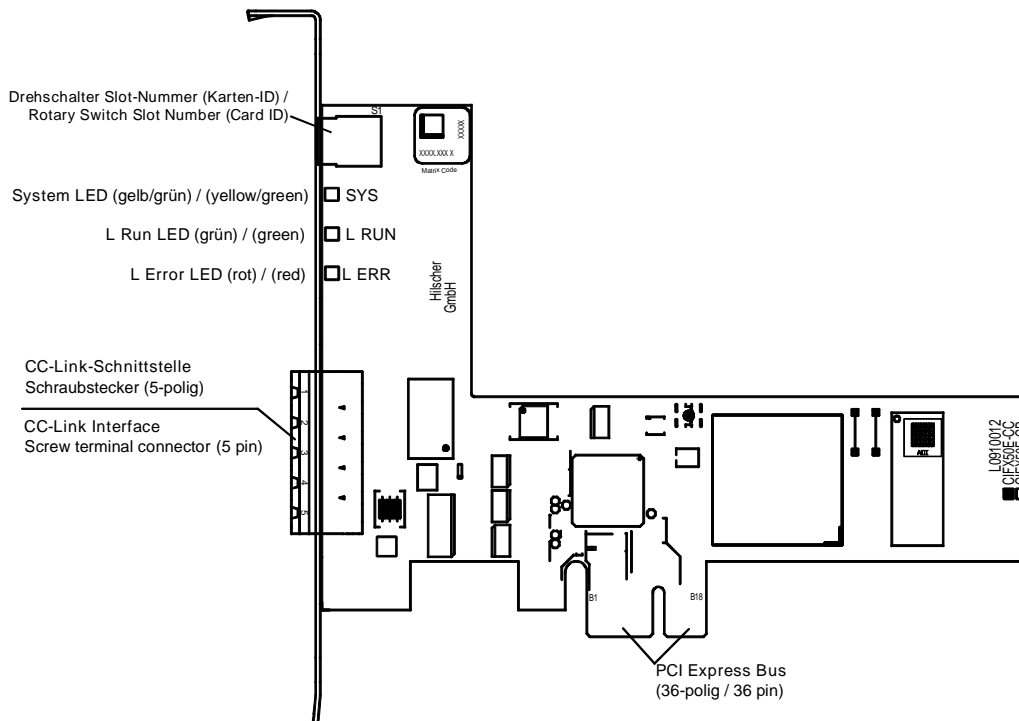 Drehschalter Slot-Nummer (Karten-ID) /
Rotary Switch Slot Number (Card ID)
S1
XXXXX
XXXX.XXX X
Matrix Code
System LED (gelb/grün) / (yellow/green)
SYS
L Run LED (grün) / (green)
L RUN
L Error LED (rot) / (red)
L ERR
Hilscher
GmbH
CC-Link-Schnittstelle
Schraubstecker (5-polig)
CC-Link Interface
Screw terminal connector (5 pin)
1
2
3
4
5
L0910012
CIFX50E-CC
B1
B18
PCI Express Bus
(36-polig / 36 pin)